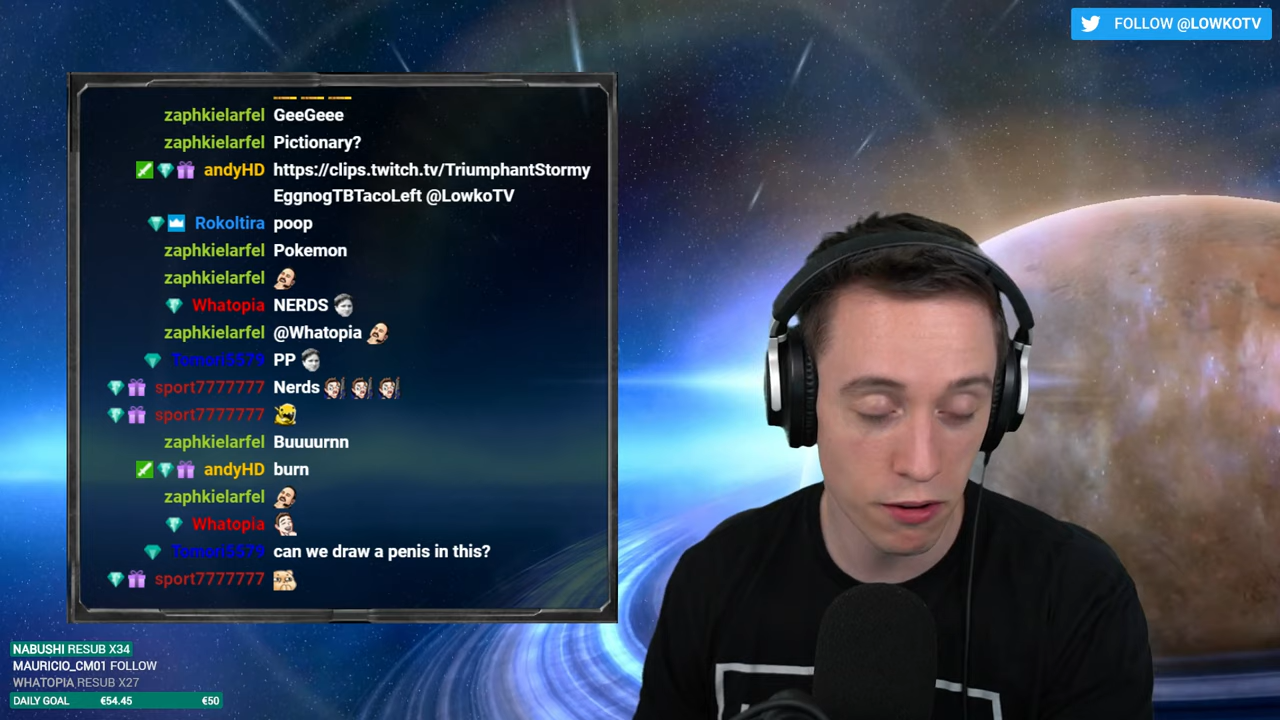 FOLLOW @LOWKOTV
zaphkielarfel GeeGeee
zaphkielarfel Pictionary?
andyHD https://clips.twitch.tv/TriumphantStormy
EggnogTBTacoLeft @LowkoTV
Rokoltira poop
zaphkielarfel Pokemon
zaphkielarfel
Whatopia NERDS
zaphkielarfel @Whatopia
Tomori5579 PP
sport7777777 Nerds
sport7777777
zaphkielarfel Buuuurnn
andyHD burn
zaphkielarfel
Whatopia
Tomori5579 can we draw a penis in this?
sport7777777
NABUSHI RESUB X34
MAURICIO_CM01 FOLLOW
WHATOPIA RESUB X27
DAILY GOAL €54.45 €50